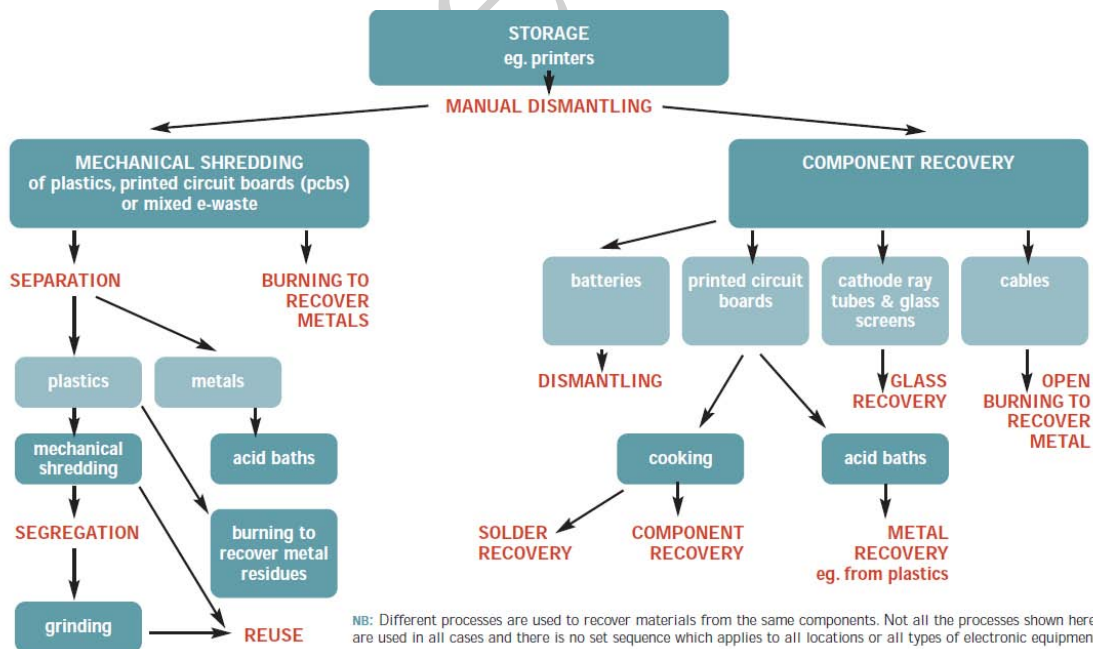 STORAGE
eg. printers
MANUAL DISMANTLING
MECHANICAL SHREDDING
of plastics, printed circuit boards (pcbs)
or mixed e-waste
COMPONENT RECOVERY
SEPARATION
BURNING TO
RECOVER
METALS
batteries
printed circuit
boards
cathode ray
tubes & glass
screens
cables
plastics
metals
DISMANTLING
GLASS
RECOVERY
OPEN
BURNING TO
RECOVER
METAL
mechanical
shredding
acid baths
cooking
acid baths
SEGREGATION
burning to
recover metal
residues
SOLDER
RECOVERY
COMPONENT
RECOVERY
METAL
RECOVERY
eg. from plastics
grinding
REUSE
NB: Different processes are used to recover materials from the same components. Not all the processes shown here
are used in all cases and there is no set sequence which applies to all locations or all types of electronic equipmen